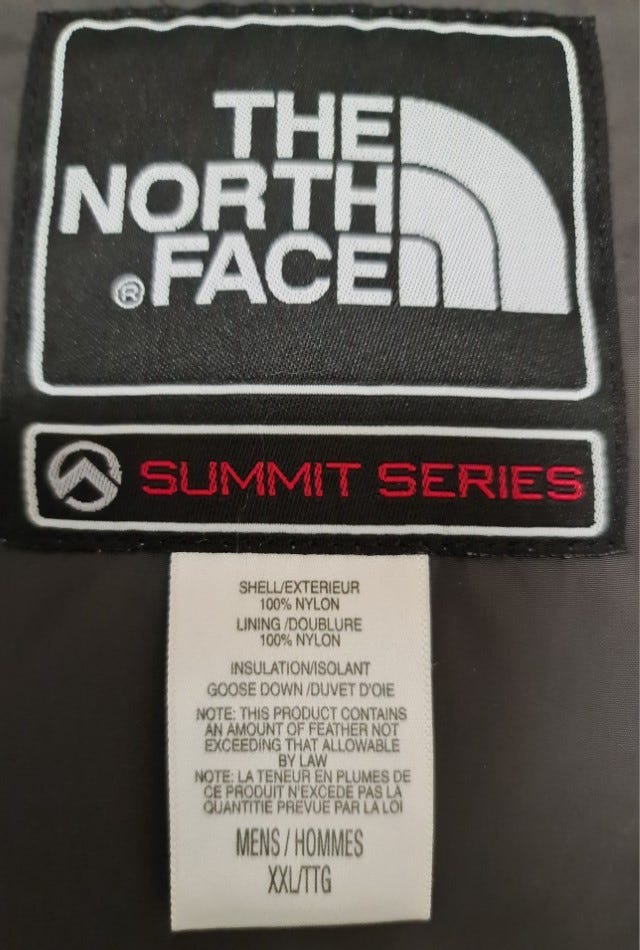 THE
NORTH
®FACE
SUMMIT SERIES
SHELL/EXTERIEUR
100% NYLON
LINING /DOUBLURE
100% NYLON
INSULATION/ISOLANT
GOOSE DOWN /DUVET D'OIE
NOTE: THIS PRODUCT CONTAINS
AN AMOUNT OF FEATHER NOT
EXCEEDING THAT ALLOWABLE
BY LAW
NOTE: LA TENEUR EN PLUMES DE
CE PRODUIT N'EXCEDE PAS LA
QUANTITIE PREVUE PAR LA LOI
MENS / HOMMES
XXL/TTG